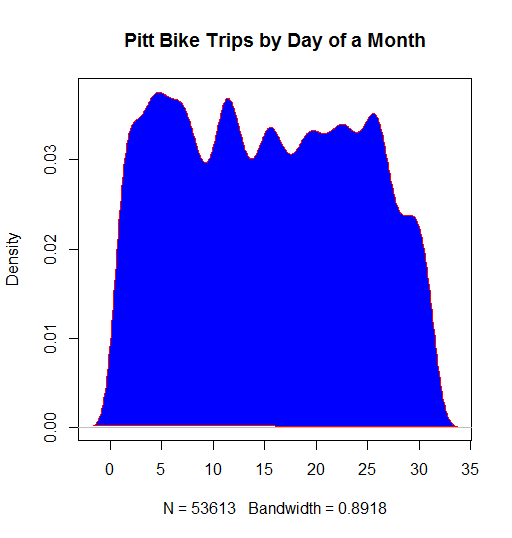 Pitt Bike Trips by Day of a Month
Density
0.03
0.02
0.01
0.00
0 5 10 15 20 25 30 35
N = 53613 Bandwidth = 0.8918